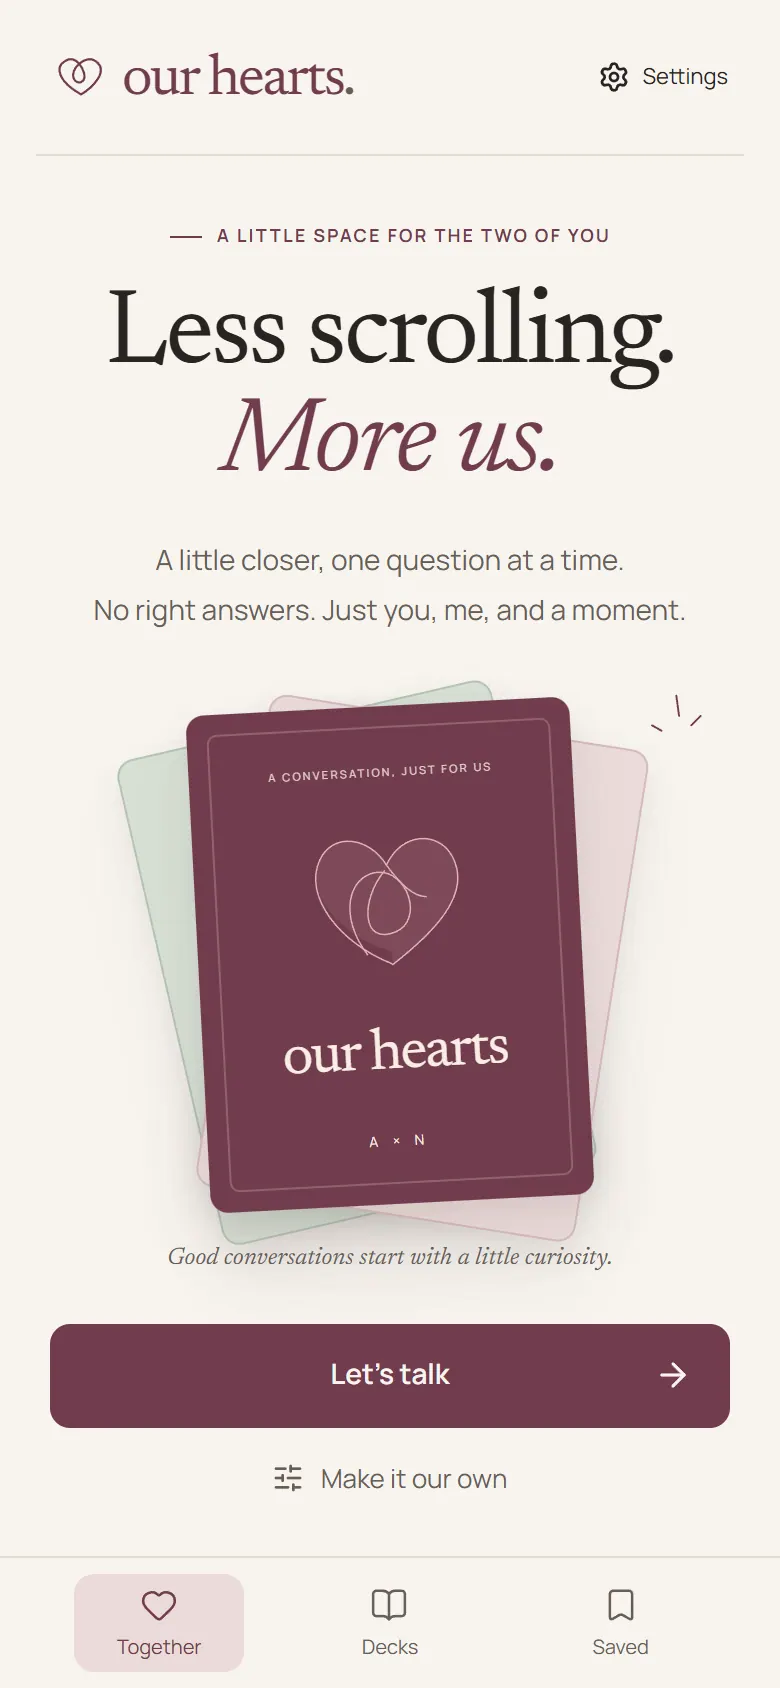 our hearts.
Settings
A LITTLE SPACE FOR THE TWO OF YOU
Less scrolling.
More us.
A little closer, one question at a time.
No right answers. Just you, me, and a moment.
A CONVERSATION, JUST FOR US
our hearts
A × N
Good conversations start with a little curiosity.
Let's talk
Make it our own
Together
Decks
Saved